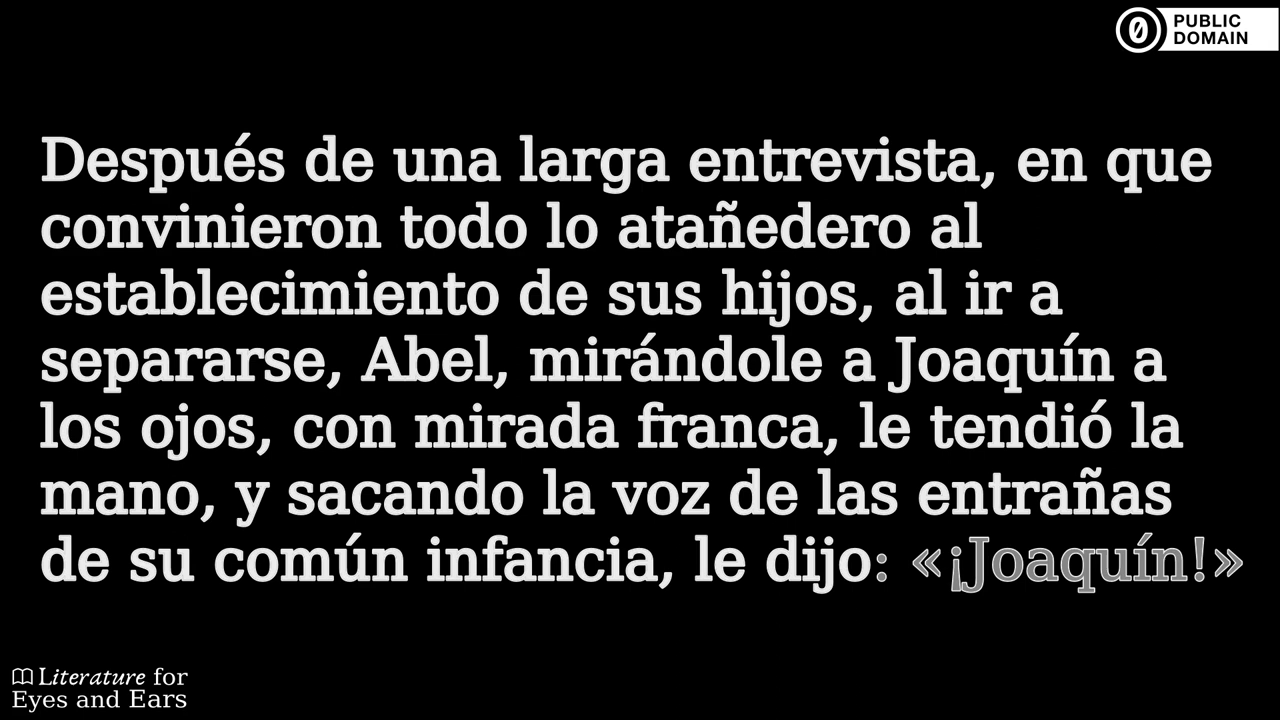 PUBLIC
DOMAIN
Después de una larga entrevista, en que
convinieron todo lo atañedero al
establecimiento de sus hijos, al ir a
separarse, Abel, mirándole a Joaquín a
los ojos, con mirada franca, le tendió la
mano, y sacando la voz de las entrañas
de su común infancia, le dijo: «¡Joaquín!»
Literature for
Eyes and Ears